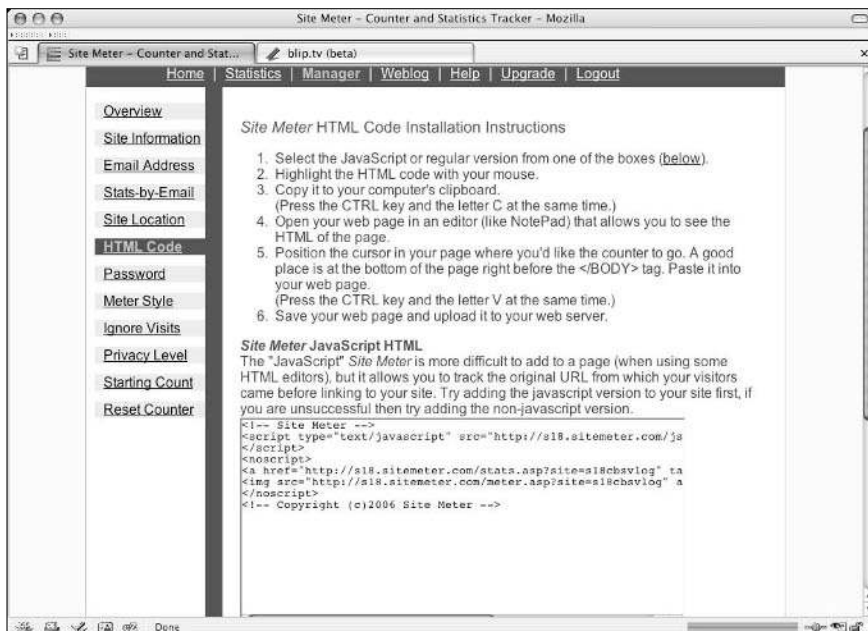 Site Meter - Counter and Statistics Tracker - Mozilla
Site Meter - Counter and Stat...
blip.tv (beta)
Home | Statistics | Manager | Weblog | Help | Upgrade | Logout
Overview
Site Information
Email Address
Stats-by-Email
Site Location
HTML Code
Password
Meter Style
Ignore Visits
Privacy Level
Starting Count
Reset Counter
Site Meter HTML Code Installation Instructions
1. Select the JavaScript or regular version from one of the boxes (below).
2. Highlight the HTML code with your mouse.
3. Copy it to your computer's clipboard.
(Press the CTRL key and the letter C at the same time.)
4. Open your web page in an editor (like NotePad) that allows you to see the
HTML of the page.
5. Position the cursor in your page where you'd like the counter to go. A good
place is at the bottom of the page right before the </BODY> tag. Paste it into
your web page.
(Press the CTRL key and the letter V at the same time.)
6. Save your web page and upload it to your web server.
Site Meter JavaScript HTML
The "JavaScript" Site Meter is more difficult to add to a page (when using some
HTML editors), but it allows you to track the original URL from which your visitors
came before linking to your site. Try adding the javascript version to your site first, if
you are unsuccessful then try adding the non-javascript version.
<!-- Site Meter -->
<script type="text/javascript" src="http://s18.sitemeter.com/js
</script>
<noscript>
<a href="http://s18.sitemeter.com/stats.asp?site=s18cbsvlog" ta
<img src="http://s18.sitemeter.com/meter.asp?site=s18cbsvlog" a
</noscript>
<!-- Copyright (c)2006 Site Meter -->
Done